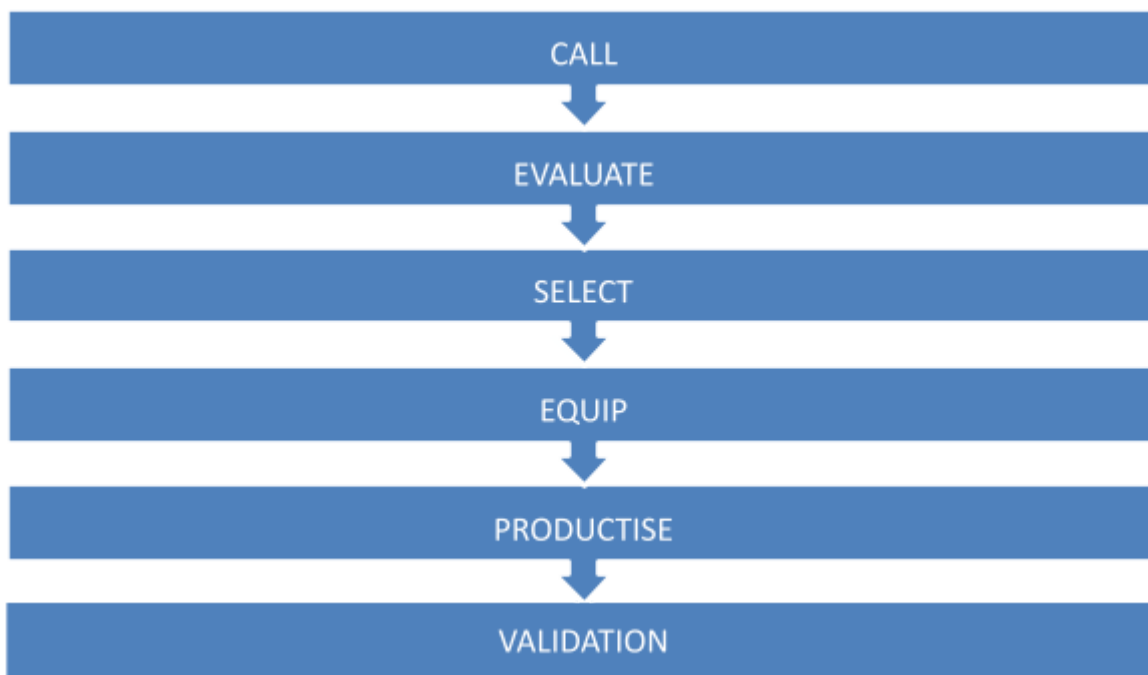 CALL
EVALUATE
SELECT
EQUIP
PRODUCTISE
VALIDATION